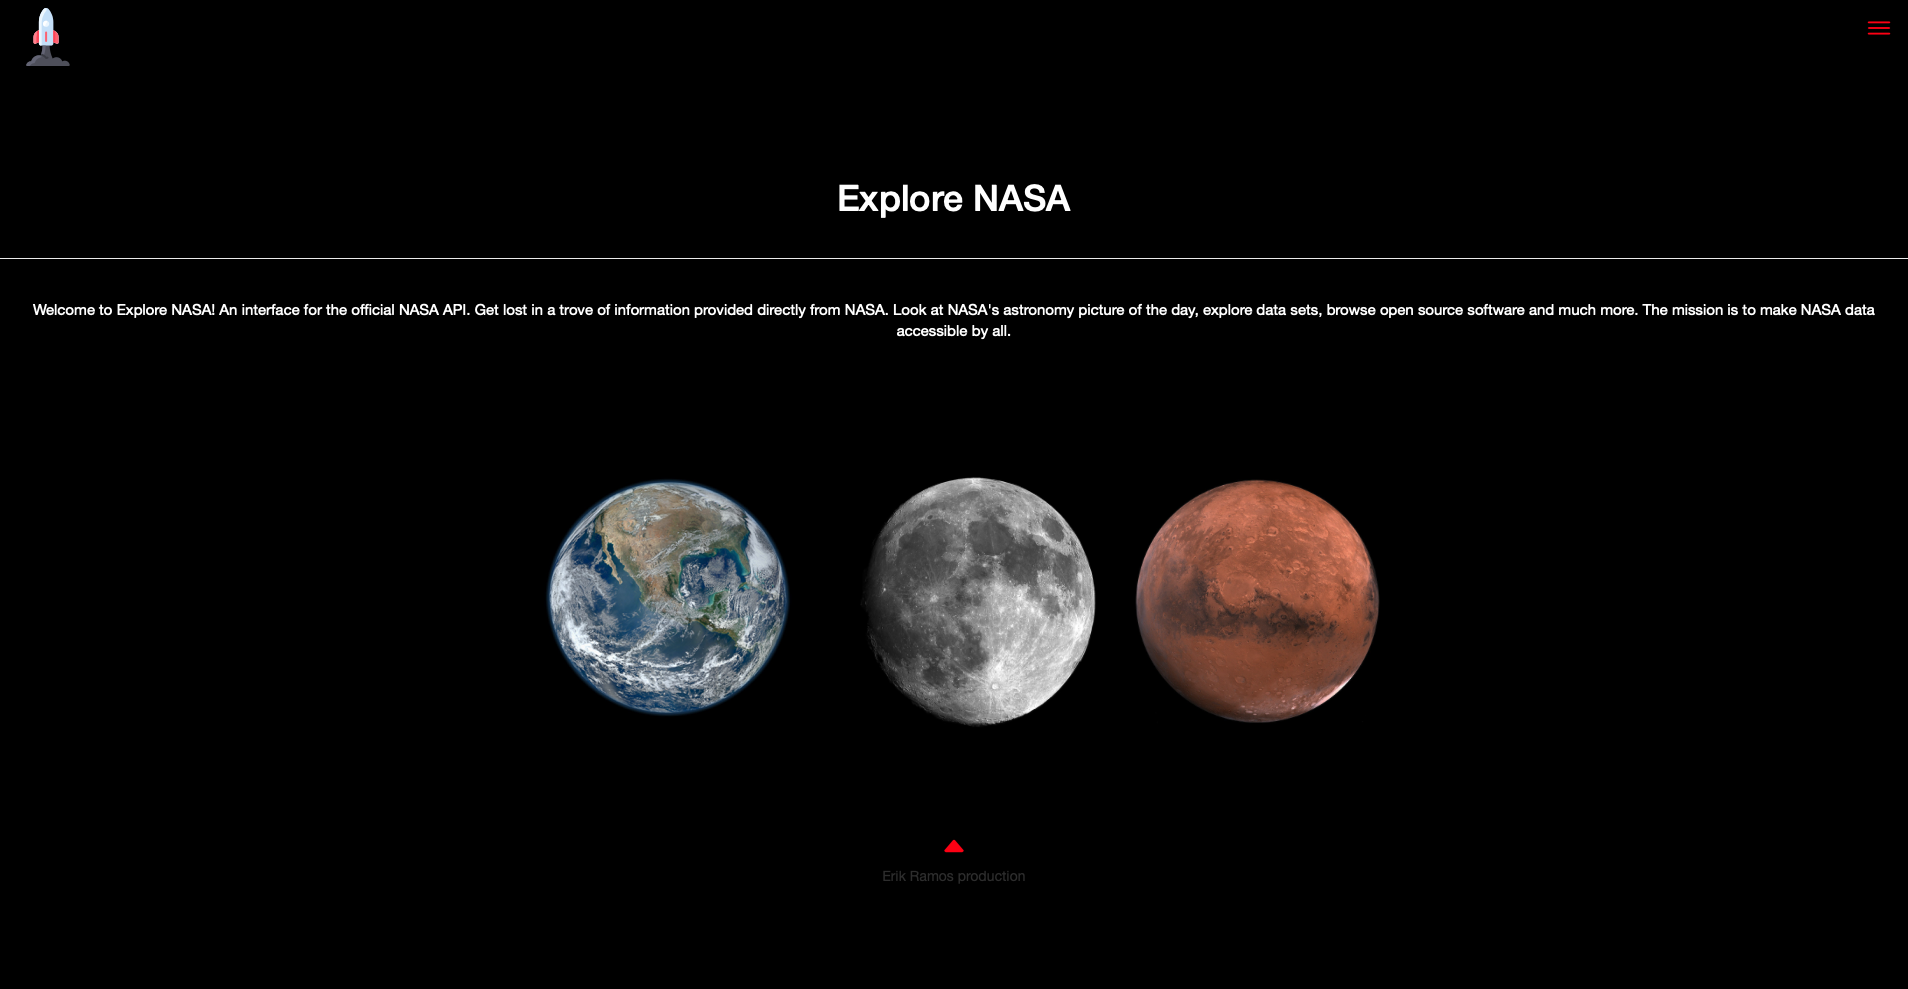 Explore NASA
Welcome to Explore NASA! An interface for the official NASA API. Get lost in a trove of information provided directly from NASA. Look at NASA's astronomy picture of the day, explore data sets, browse open source software and much more. The mission is to make NASA data
accessible by all.
Erik Ramos production